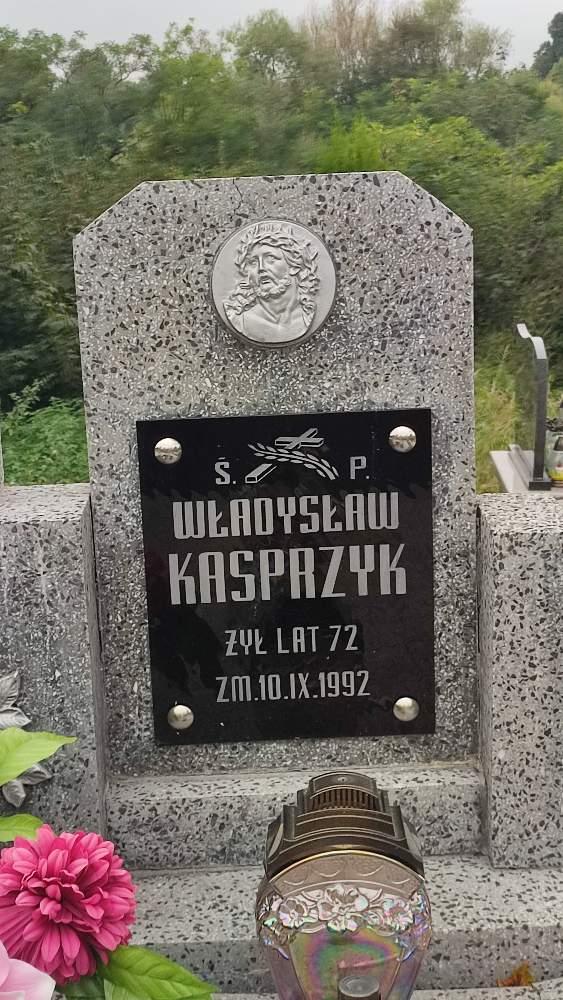 Ś. P.
WŁADYSŁAW
KASPRZYK
ŻYŁ LAT 72
ZM.10.IX.1992